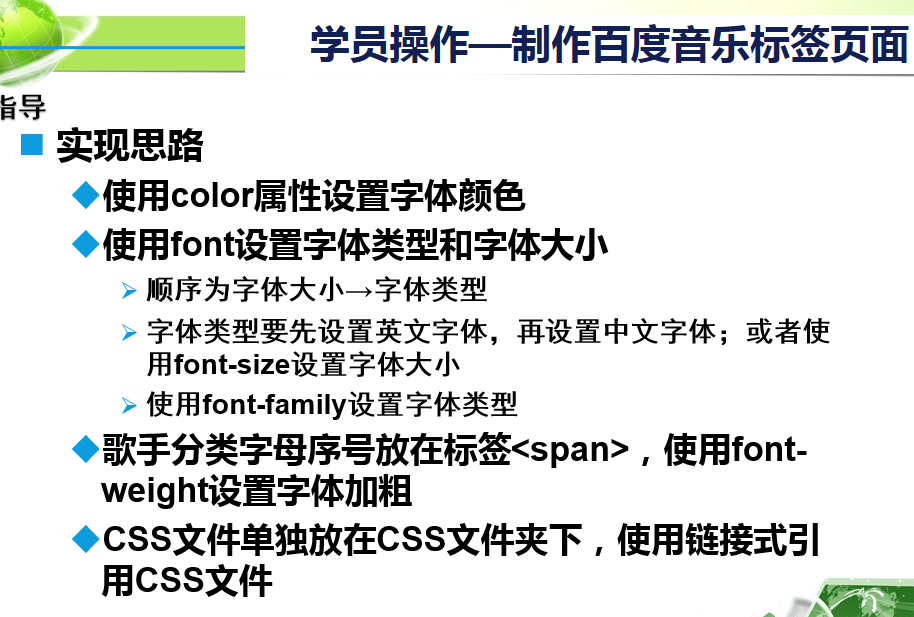 学员操作—制作百度音乐标签页面
指导
实现思路
使用color属性设置字体颜色
使用font设置字体类型和字体大小
顺序为字体大小→字体类型
字体类型要先设置英文字体，再设置中文字体；或者使
用font-size设置字体大小
使用font-family设置字体类型
歌手分类字母序号放在标签<span>，使用font-
weight设置字体加粗
CSS文件单独放在CSS文件夹下，使用链接式引
用CSS文件